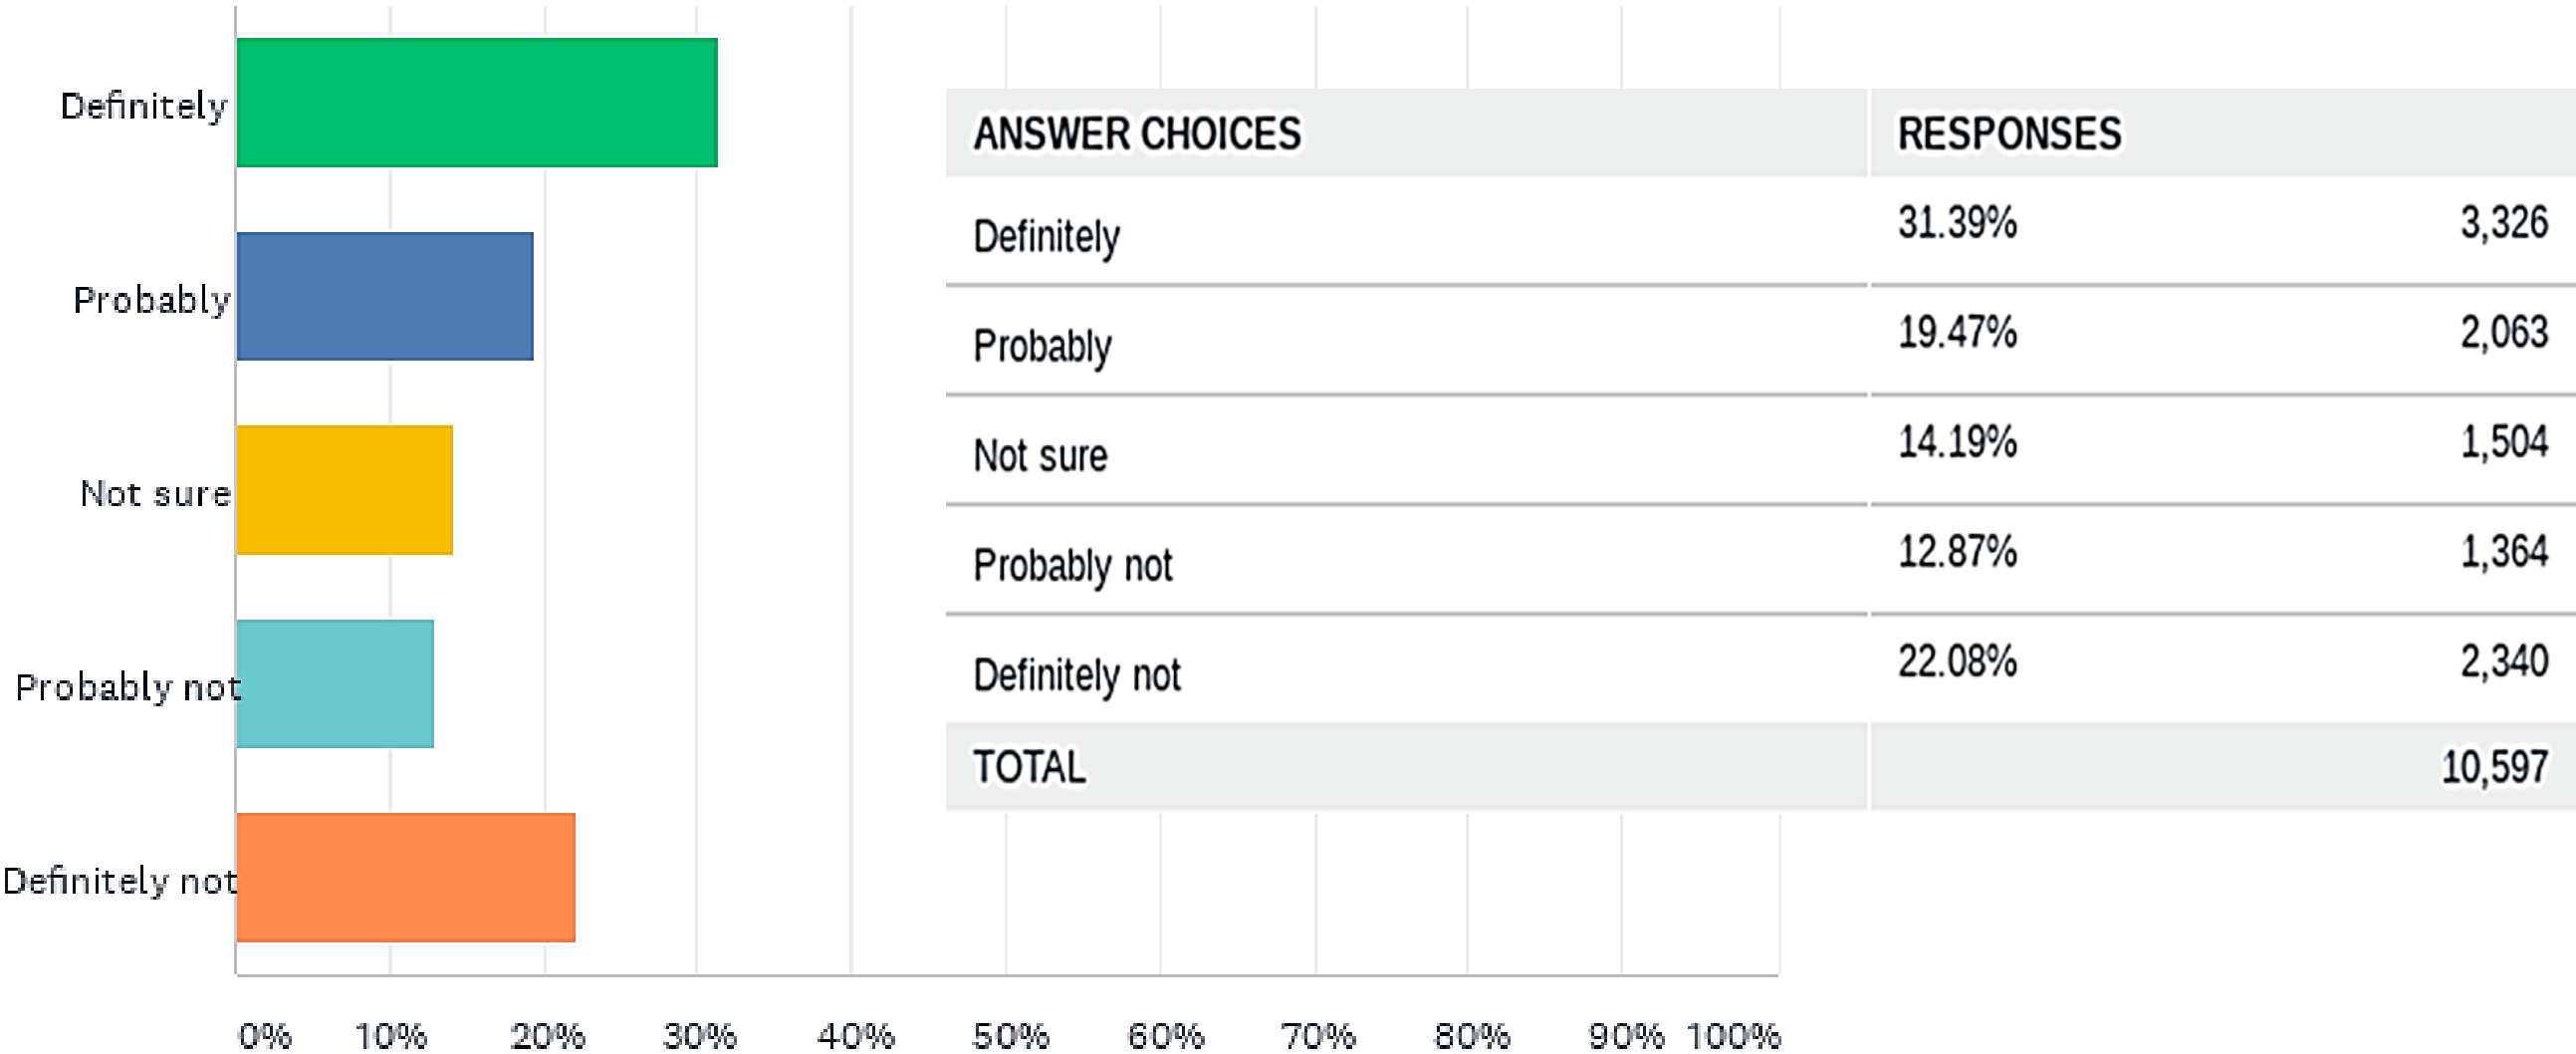 Definitely
Probably
Not sure
Probably not
Definitely not
0% 10% 20% 30% 40% 50% 60% 70% 80% 90% 100%
ANSWER CHOICES RESPONSES
Definitely 31.39% 3,326
Probably 19.47% 2,063
Not sure 14.19% 1,504
Probably not 12.87% 1,364
Definitely not 22.08% 2,340
TOTAL 10,597